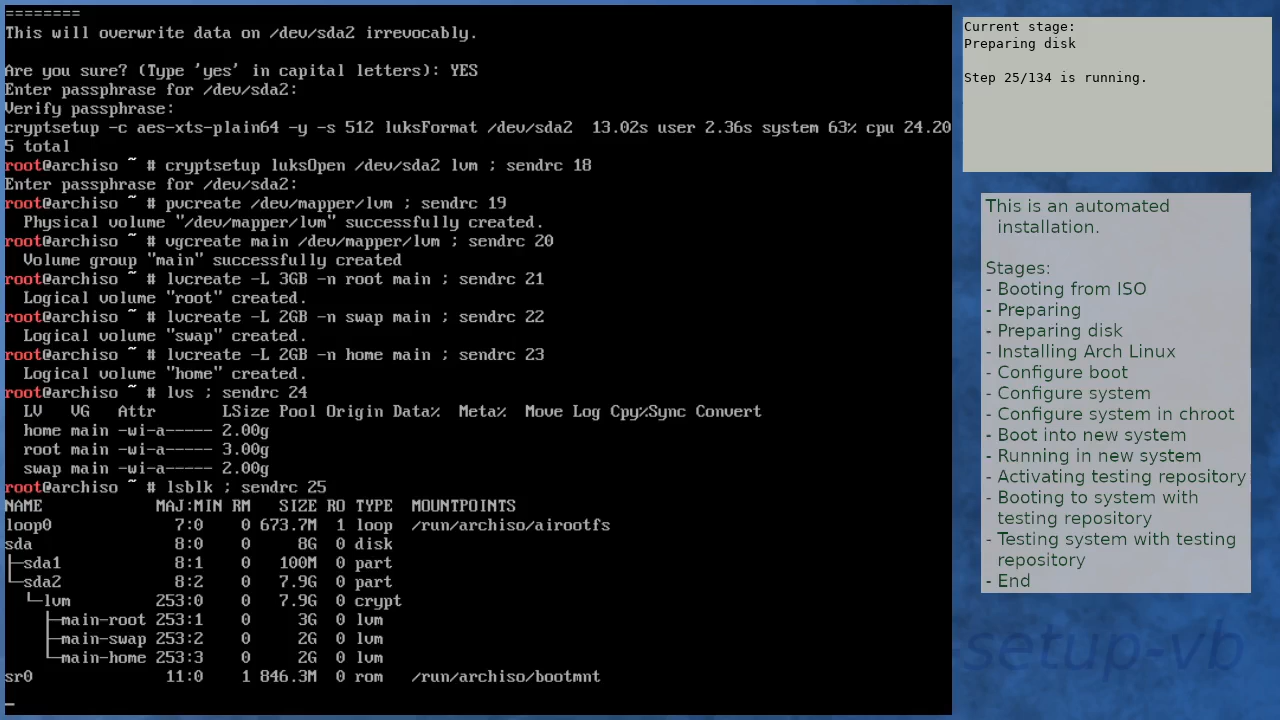 ========
This will overwrite data on /dev/sda2 irrevocably.
Are you sure? (Type 'yes' in capital letters): YES
Enter passphrase for /dev/sda2:
Verify passphrase:
cryptsetup -c aes-xts-plain64 -y -s 512 luksFormat /dev/sda2  13.02s user 2.36s system 63% cpu 24.20
5 total
root@archiso ~ # cryptsetup luksOpen /dev/sda2 lvm ; sendrc 18
Enter passphrase for /dev/sda2:
root@archiso ~ # pvcreate /dev/mapper/lvm ; sendrc 19
  Physical volume "/dev/mapper/lvm" successfully created.
root@archiso ~ # vgcreate main /dev/mapper/lvm ; sendrc 20
  Volume group "main" successfully created
root@archiso ~ # lvcreate -L 3GB -n root main ; sendrc 21
  Logical volume "root" created.
root@archiso ~ # lvcreate -L 2GB -n swap main ; sendrc 22
  Logical volume "swap" created.
root@archiso ~ # lvcreate -L 2GB -n home main ; sendrc 23
  Logical volume "home" created.
root@archiso ~ # lvs ; sendrc 24
  LV   VG   Attr       LSize Pool Origin Data%  Meta%  Move Log Cpy%Sync Convert
  home main -wi-a----- 2.00g
  root main -wi-a----- 3.00g
  swap main -wi-a----- 2.00g
root@archiso ~ # lsblk ; sendrc 25
NAME            MAJ:MIN RM   SIZE RO TYPE  MOUNTPOINTS
loop0             7:0    0 673.7M  1 loop  /run/archiso/airootfs
sda               8:0    0     8G  0 disk
├─sda1            8:1    0   100M  0 part
└─sda2            8:2    0   7.9G  0 part
  └─lvm         253:0    0   7.9G  0 crypt
    ├─main-root 253:1    0     3G  0 lvm
    ├─main-swap 253:2    0     2G  0 lvm
    └─main-home 253:3    0     2G  0 lvm
sr0              11:0    1 846.3M  0 rom   /run/archiso/bootmnt
_
Current stage:
Preparing disk
Step 25/134 is running.
This is an automated
installation.
Stages:
- Booting from ISO
- Preparing
- Preparing disk
- Installing Arch Linux
- Configure boot
- Configure system
- Configure system in chroot
- Boot into new system
- Running in new system
- Activating testing repository
- Booting to system with
testing repository
- Testing system with testing
repository
- End
-setup-vb